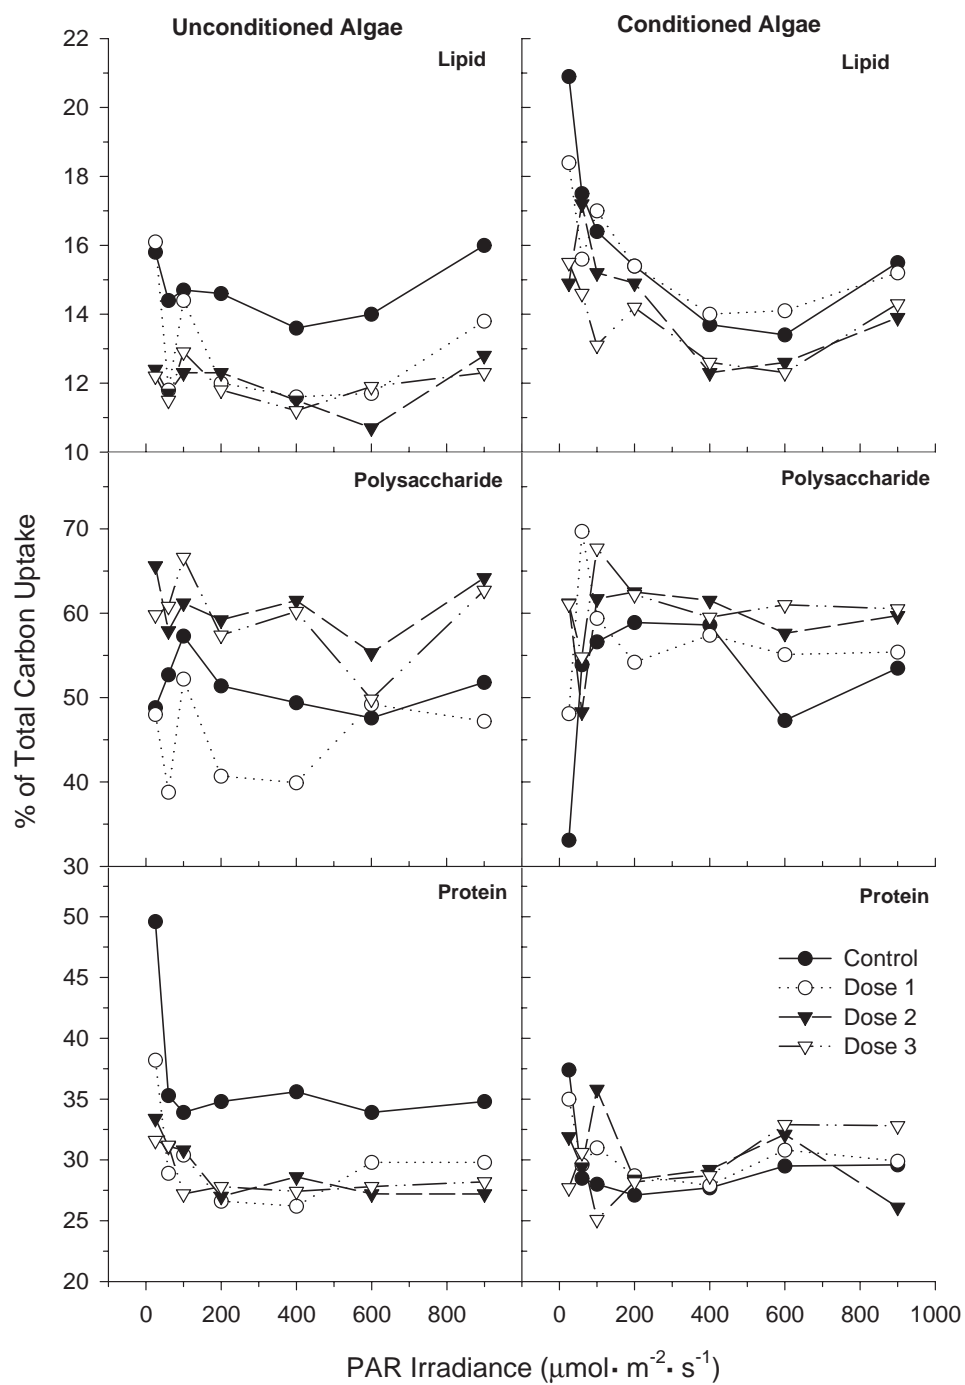 Unconditioned Algae
Conditioned Algae
22
20
18
16
14
12
10
Lipid
Lipid
70
60
50
40
30
Polysaccharide
Polysaccharide
50
45
40
35
30
25
20
Protein
Protein
Control
Dose 1
Dose 2
Dose 3
% of Total Carbon Uptake
0 200 400 600 800 0 200 400 600 800 1000
PAR Irradiance (μmol· m⁻²· s⁻¹)